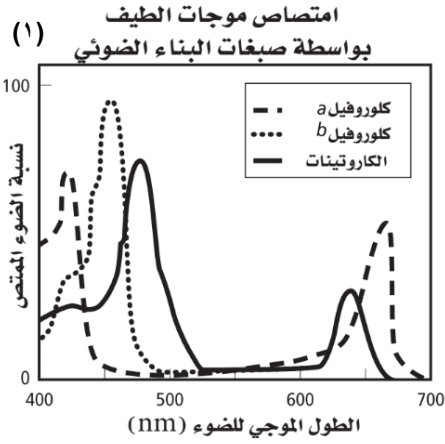 (١)
امتصاص موجات الطيف
بواسطة صبغات البناء الضوئي
نسبة الضوء الممتص
100
0
كلوروفيل a
كلوروفيل b
الكاروتينات
400 500 600 700
الطول الموجي للضوء (nm)